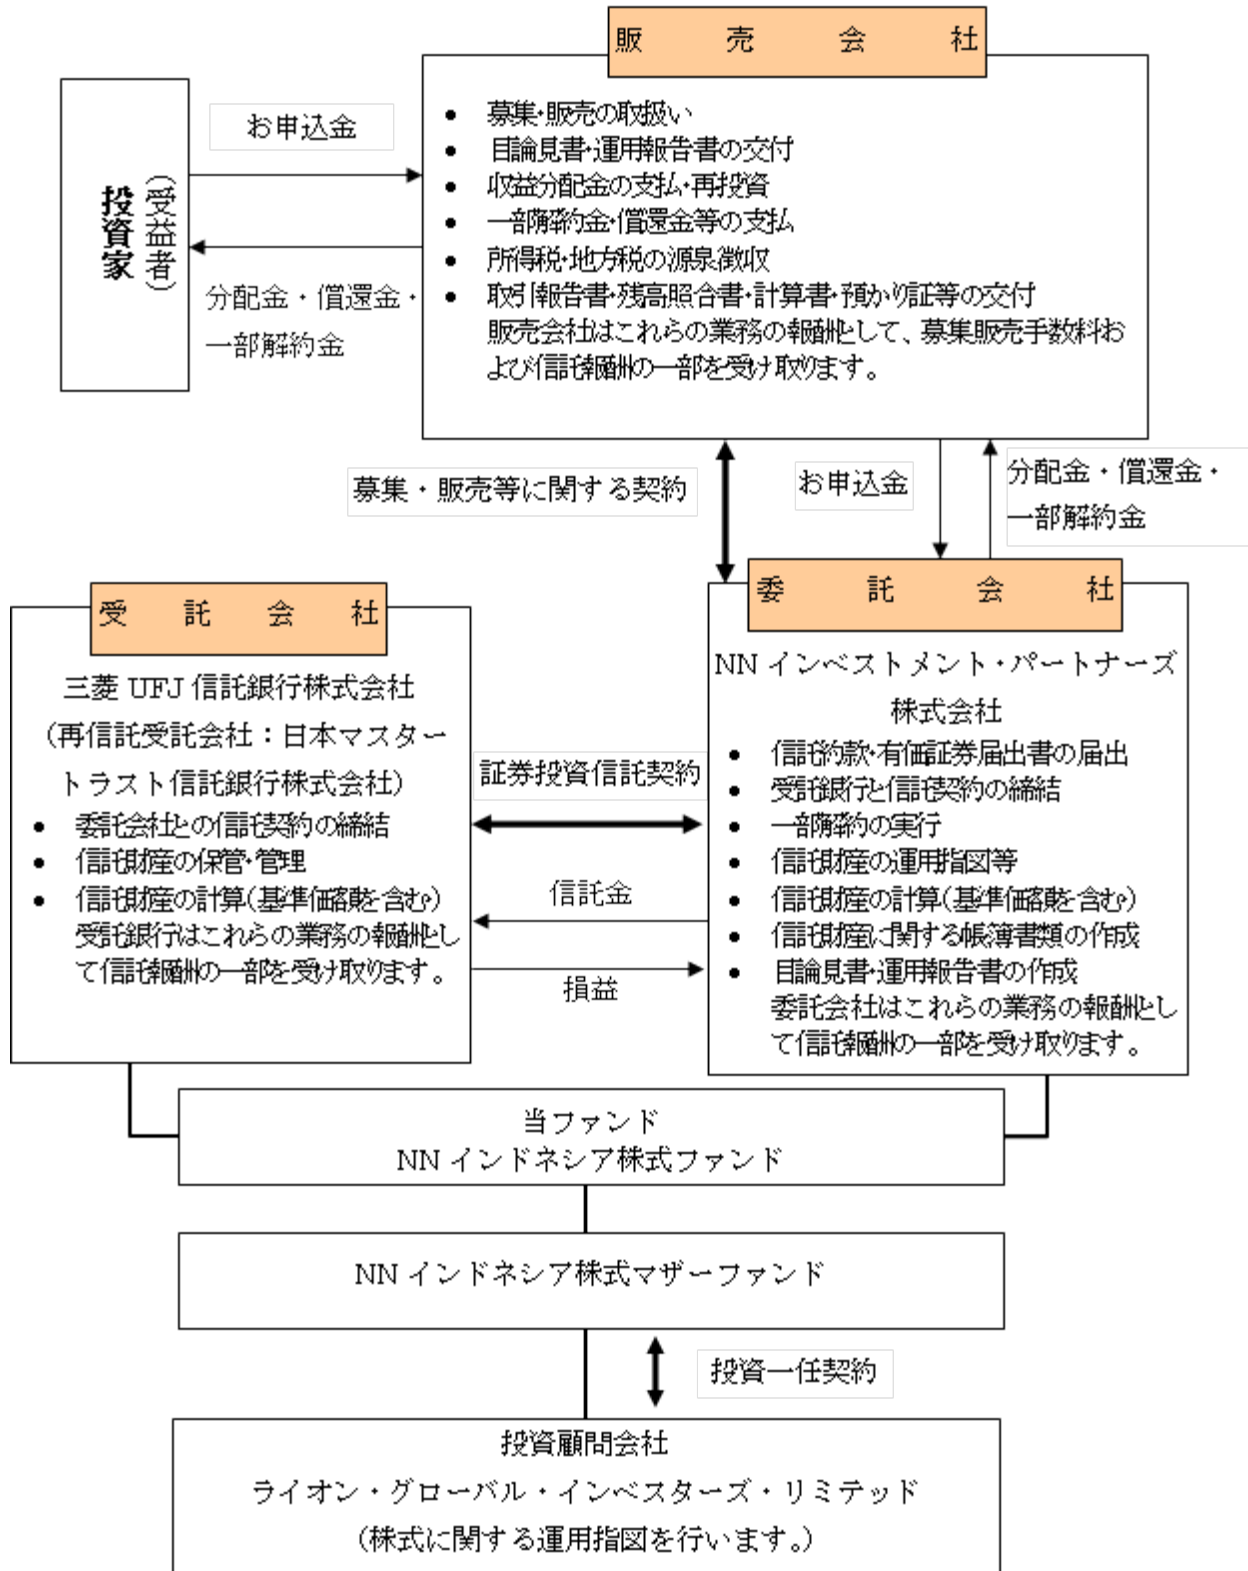 販売会社
お申込金
投資家
(受益者)
分配金・償還金・
一部解約金
● 募集・販売の取扱い
● 目論見書・運用報告書の交付
● 収益分配金の支払・再投資
● 一部解約金・償還金等の支払
● 所得税・地方税の源泉徴収
● 取引報告書・残高照合書・計算書・預かり証等の交付
販売会社はこれらの業務の報酬として、募集販売手数料お
よび信託報酬の一部を受け取ります。
募集・販売等に関する契約
お申込金
分配金・償還金・
一部解約金
受託会社
三菱 UFJ 信託銀行株式会社
(再信託受託会社：日本マスター
トラスト信託銀行株式会社)
● 委託会社との信託契約の締結
● 信託財産の保管・管理
● 信託財産の計算(基準価額を含む)
受託銀行はこれらの業務の報酬とし
て信託報酬の一部を受け取ります。
証券投資信託契約
信託金
損益
委託会社
NN インベストメント・パートナーズ
株式会社
● 信託約款・有価証券届出書の届出
● 受託銀行と信託契約の締結
● 一部解約の実行
● 信託財産の運用指図等
● 信託財産の計算(基準価額を含む)
● 信託財産に関する帳簿書類の作成
● 目論見書・運用報告書の作成
委託会社はこれらの業務の報酬とし
て信託報酬の一部を受け取ります。
当ファンド
NN インドネシア株式ファンド
NN インドネシア株式マザーファンド
投資一任契約
投資顧問会社
ライオン・グローバル・インベスターズ・リミテッド
(株式に関する運用指図を行います。)